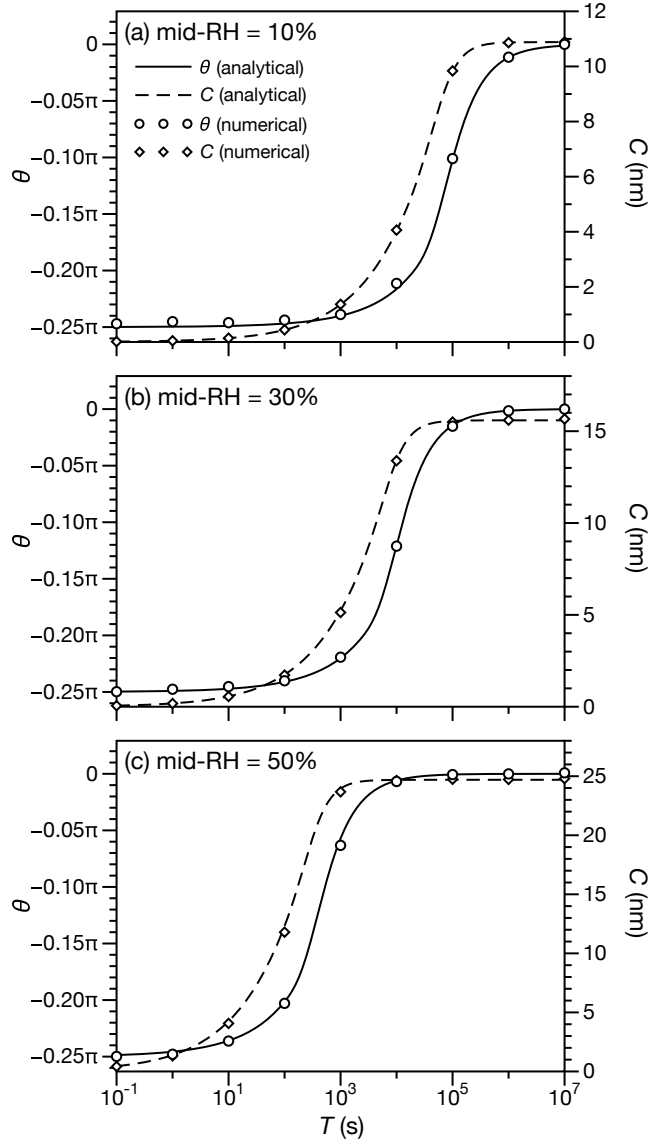 (a) mid-RH = 10%
θ (analytical)
C (analytical)
θ (numerical)
C (numerical)
0
−0.05π
−0.10π
−0.15π
−0.20π
−0.25π
θ
12
10
8
6
4
2
0
C (nm)
(b) mid-RH = 30%
0
−0.05π
−0.10π
−0.15π
−0.20π
−0.25π
θ
15
10
5
0
C (nm)
(c) mid-RH = 50%
0
−0.05π
−0.10π
−0.15π
−0.20π
−0.25π
θ
25
20
15
10
5
0
C (nm)
10⁻¹ 10¹ 10² 10³ 10⁴ 10⁵ 10⁶ 10⁷
T (s)